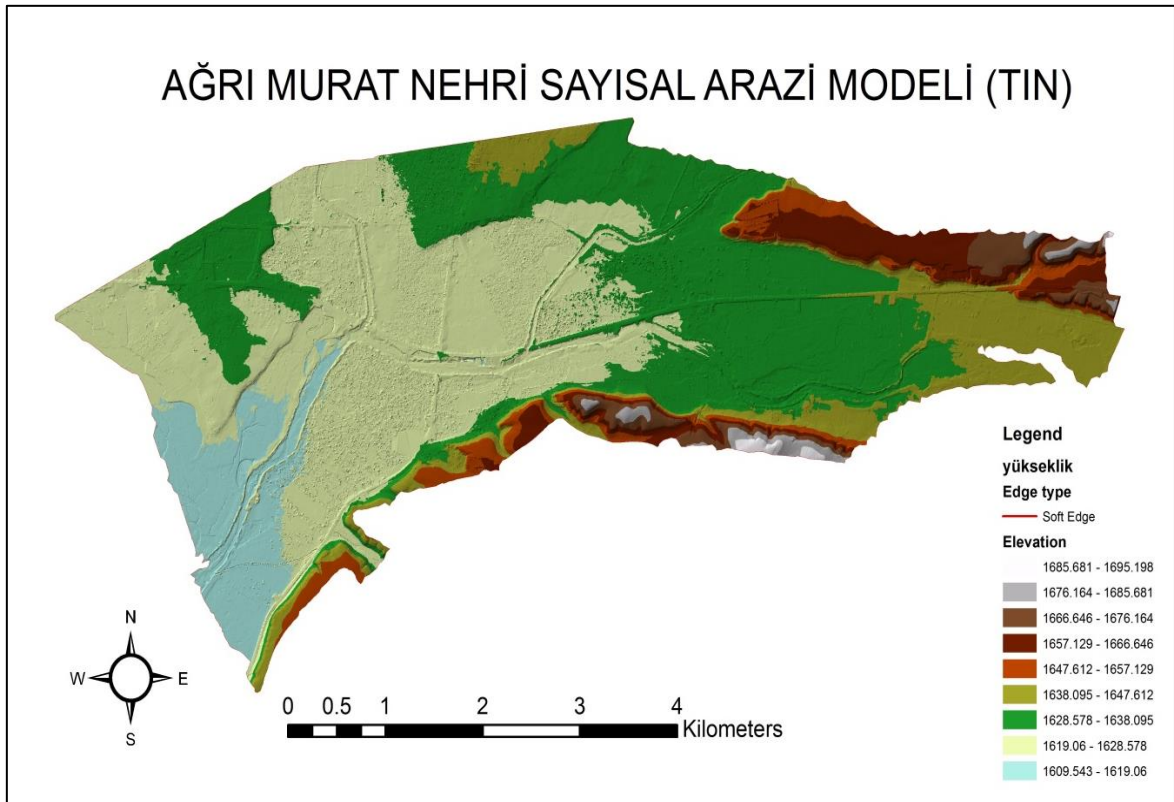 AĞRI MURAT NEHRİ SAYISAL ARAZİ MODELİ (TIN)
Legend
yükseklik
Edge type
Soft Edge
Elevation
1685.681 - 1695.198
1676.164 - 1685.681
1666.646 - 1676.164
1657.129 - 1666.646
1647.612 - 1657.129
1638.095 - 1647.612
1628.578 - 1638.095
1619.06 - 1628.578
1609.543 - 1619.06
N
W E
S
0 0.5 1 2 3 4
Kilometers